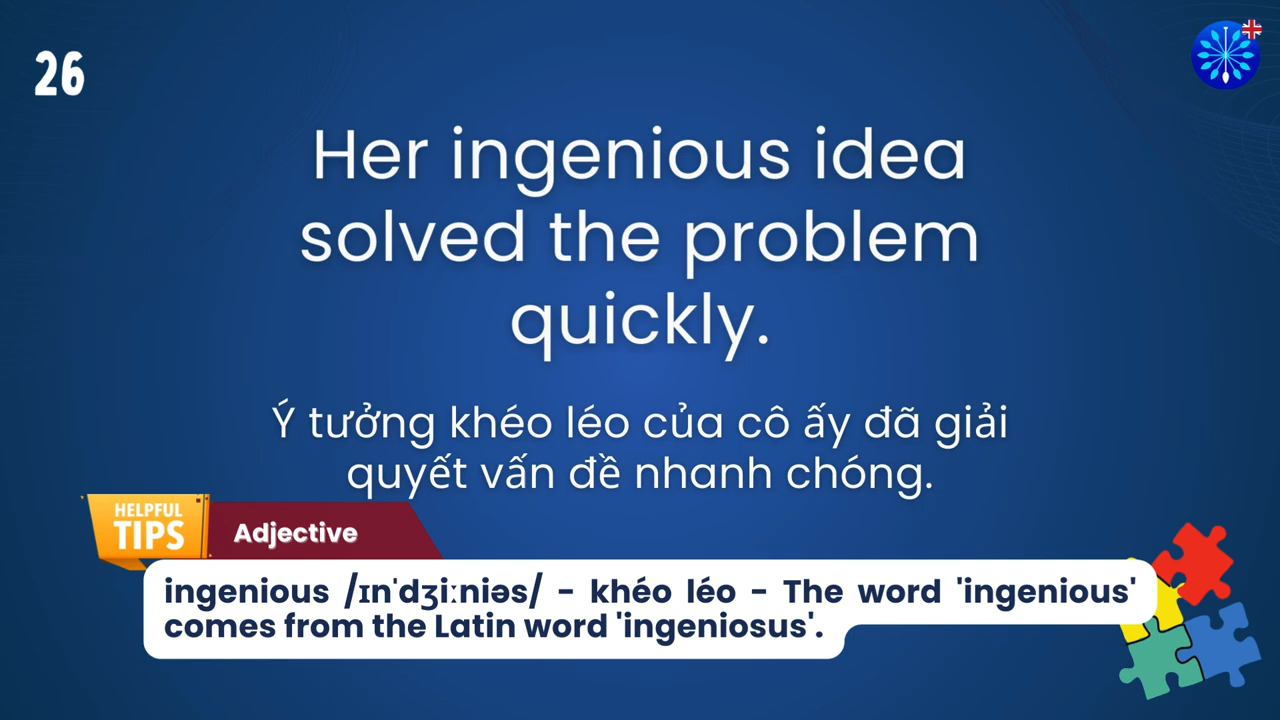 26
Her ingenious idea
solved the problem
quickly.
Ý tưởng khéo léo của cô ấy đã giải
quyết vấn đề nhanh chóng.
HELPFUL
TIPS
Adjective
ingenious /ɪnˈdʒiːniəs/ - khéo léo - The word 'ingenious'
comes from the Latin word 'ingeniosus'.